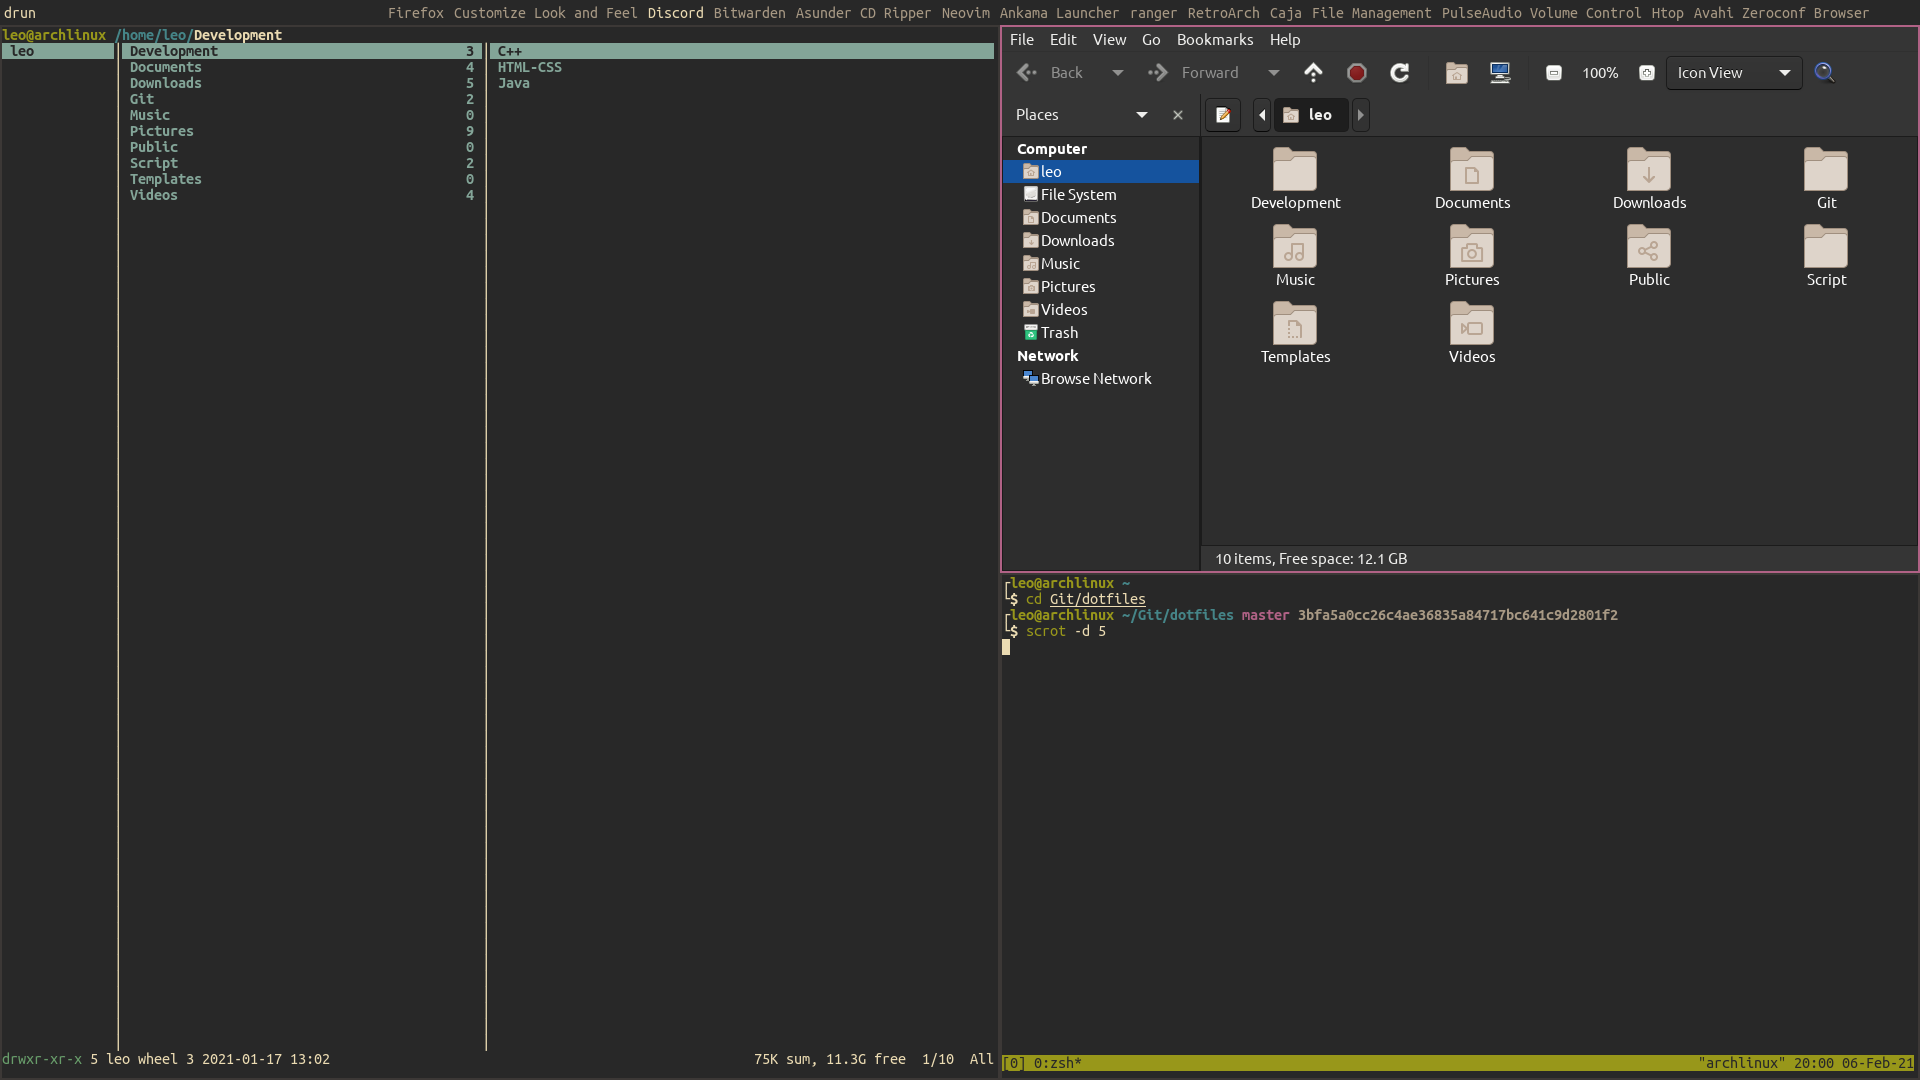 drun Firefox Customize Look and Feel Discord Bitwarden Asunder CD Ripper Neovim Ankama Launcher ranger RetroArch Caja File Management PulseAudio Volume Control Htop Avahi Zeroconf Browser
leo@archlinux /home/leo/Development
leo
Development 3
Documents 4
Downloads 5
Git 2
Music 0
Pictures 9
Public 0
Script 2
Templates 0
Videos 4
C++
HTML-CSS
Java
drwxr-xr-x 5 leo wheel 3 2021-01-17 13:02 75K sum, 11.3G free 1/10 All
File Edit View Go Bookmarks Help
Back Forward 100% Icon View
Places leo
Computer
leo
File System
Documents
Downloads
Music
Pictures
Videos
Trash
Network
Browse Network
Development Documents Downloads Git
Music Pictures Public Script
Templates Videos
10 items, Free space: 12.1 GB
leo@archlinux ~
$ cd Git/dotfiles
leo@archlinux ~/Git/dotfiles master 3bfa5a0cc26c4ae36835a84717bc641c9d2801f2
$ scrot -d 5
[0] 0:zsh* "archlinux" 20:00 06-Feb-21